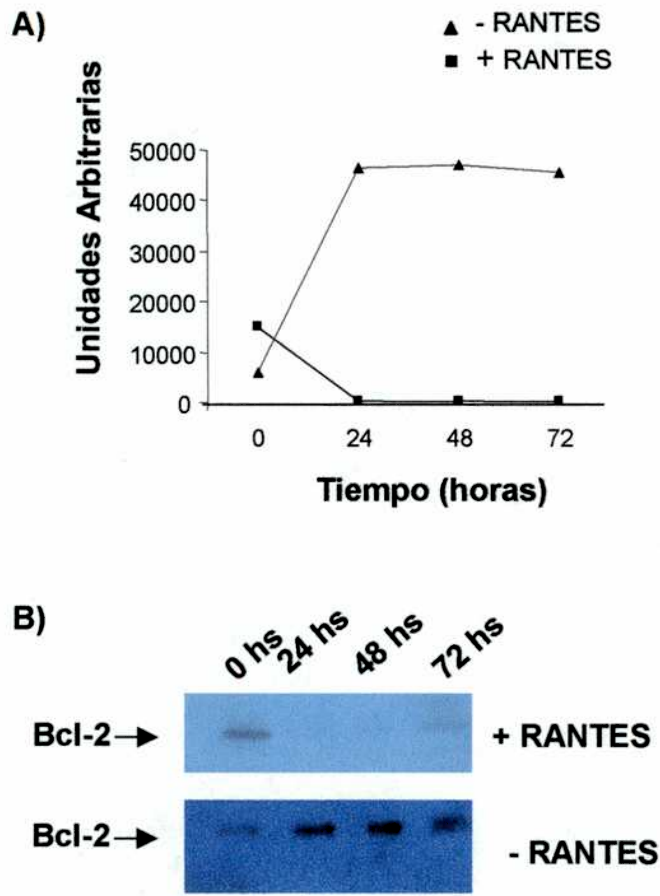 A)
- RANTES
+ RANTES
Unidades Arbitrarias
50000
40000
30000
20000
10000
0
0 24 48 72
Tiempo (horas)
B)
0 hs 24 hs 48 hs 72 hs
Bcl-2 + RANTES
Bcl-2 - RANTES